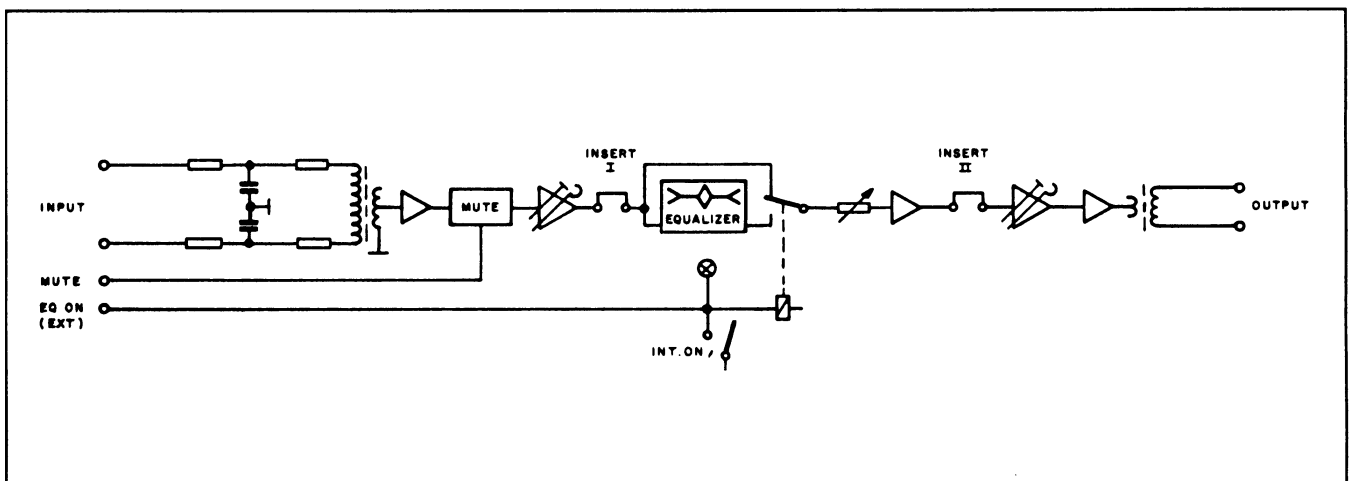 INSERT
I
INSERT
II
INPUT
MUTE
EQUALIZER
OUTPUT
MUTE
EQ ON
(EXT)
INT. ON